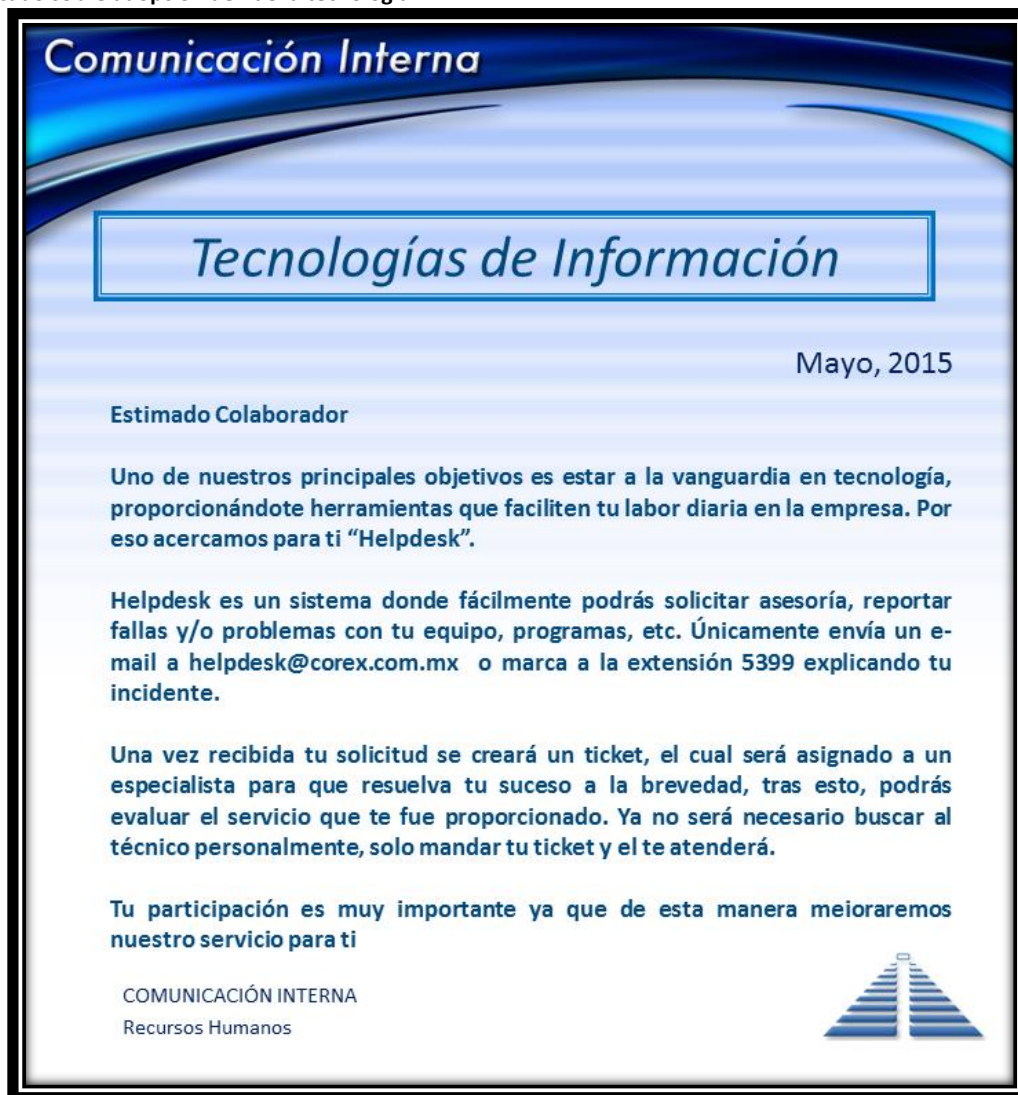 Comunicación Interna
Tecnologías de Información
Mayo, 2015
Estimado Colaborador
Uno de nuestros principales objetivos es estar a la vanguardia en tecnología,
proporcionándote herramientas que faciliten tu labor diaria en la empresa. Por
eso acercamos para ti “Helpdesk”.
Helpdesk es un sistema donde fácilmente podrás solicitar asesoría, reportar
fallas y/o problemas con tu equipo, programas, etc. Únicamente envía un e-
mail a helpdesk@corex.com.mx o marca a la extensión 5399 explicando tu
incidente.
Una vez recibida tu solicitud se creará un ticket, el cual será asignado a un
especialista para que resuelva tu suceso a la brevedad, tras esto, podrás
evaluar el servicio que te fue proporcionado. Ya no será necesario buscar al
técnico personalmente, solo mandar tu ticket y el te atenderá.
Tu participación es muy importante ya que de esta manera meioraremos
nuestro servicio para ti
COMUNICACIÓN INTERNA
Recursos Humanos